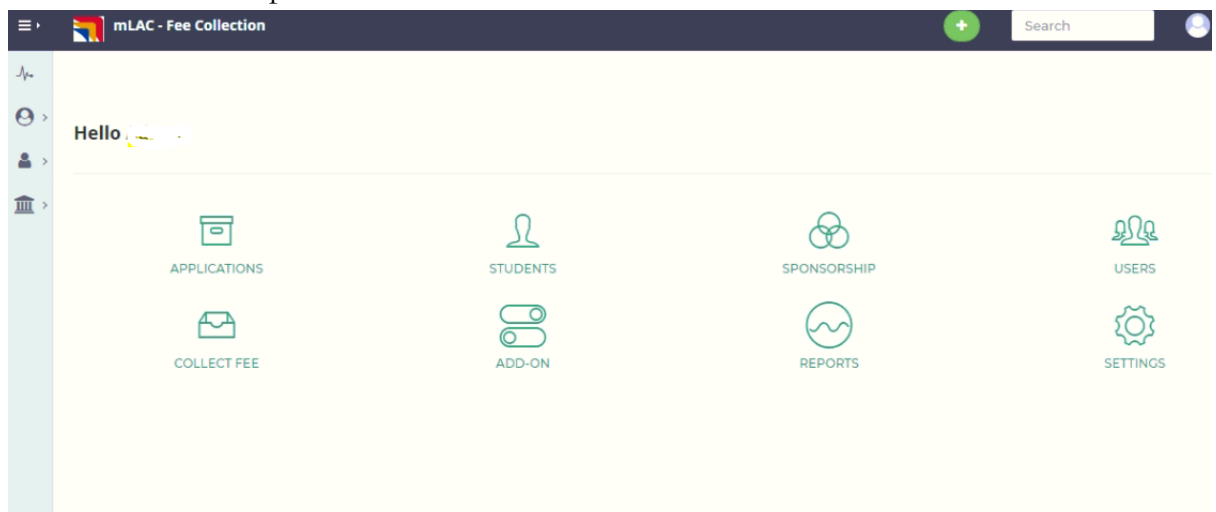 mLAC - Fee Collection
Search
Hello
APPLICATIONS
STUDENTS
SPONSORSHIP
USERS
COLLECT FEE
ADD-ON
REPORTS
SETTINGS